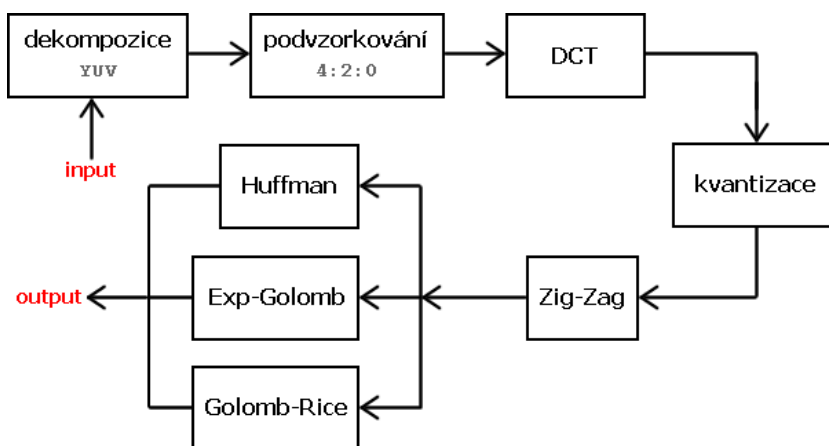 dekompozice
YUV
podvzorkování
4:2:0
DCT
input
Huffman
kvantizace
output
Exp-Golomb
Zig-Zag
Golomb-Rice